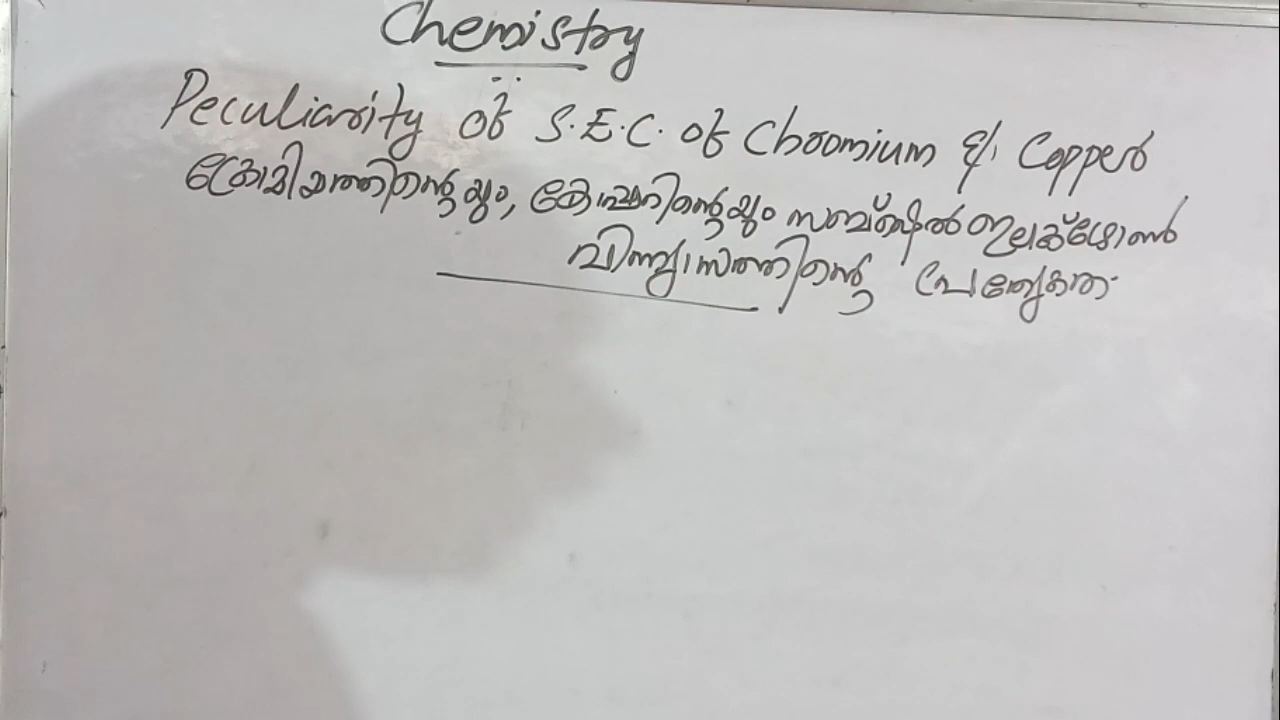 Chemistry
Peculiarity of S.E.C. of Chromium & Copper
ക്രോമിയത്തിന്റെയും, കോപ്പറിന്റെയും സബ്ഷെൽ ഇലക്ട്രോൺ
വിന്യാസത്തിന്റെ പ്രത്യേകത.